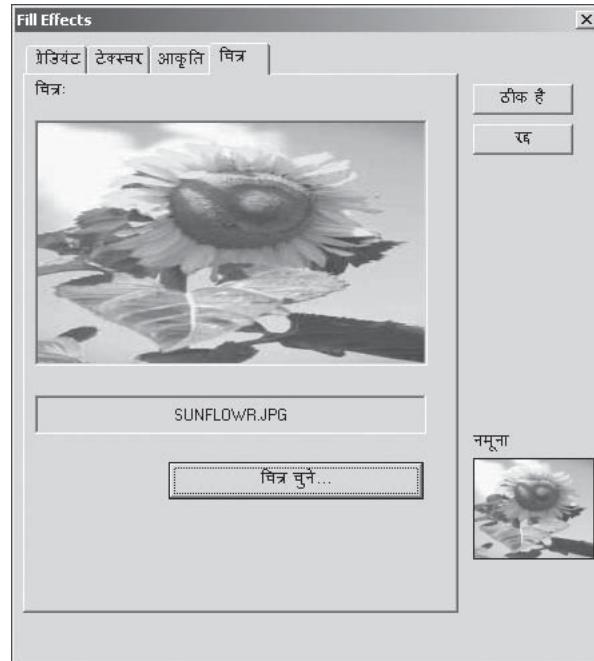 Fill Effects
ग्रेडियंट टेक्स्चर आकृति चित्र
चित्रः
ठीक है
रद्द
SUNFLOWR.JPG
नमूना
चित्र चुने...